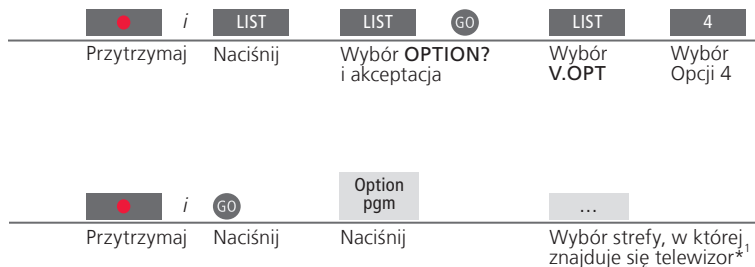 i LIST LIST GO LIST 4
Przytrzymaj Naciśnij Wybór OPTION? Wybór Wybór
i akceptacja V.OPT Opcji 4
Option
i GO pgm ...
Przytrzymaj Naciśnij Naciśnij Wybór strefy, w której
znajduje się telewizor*1